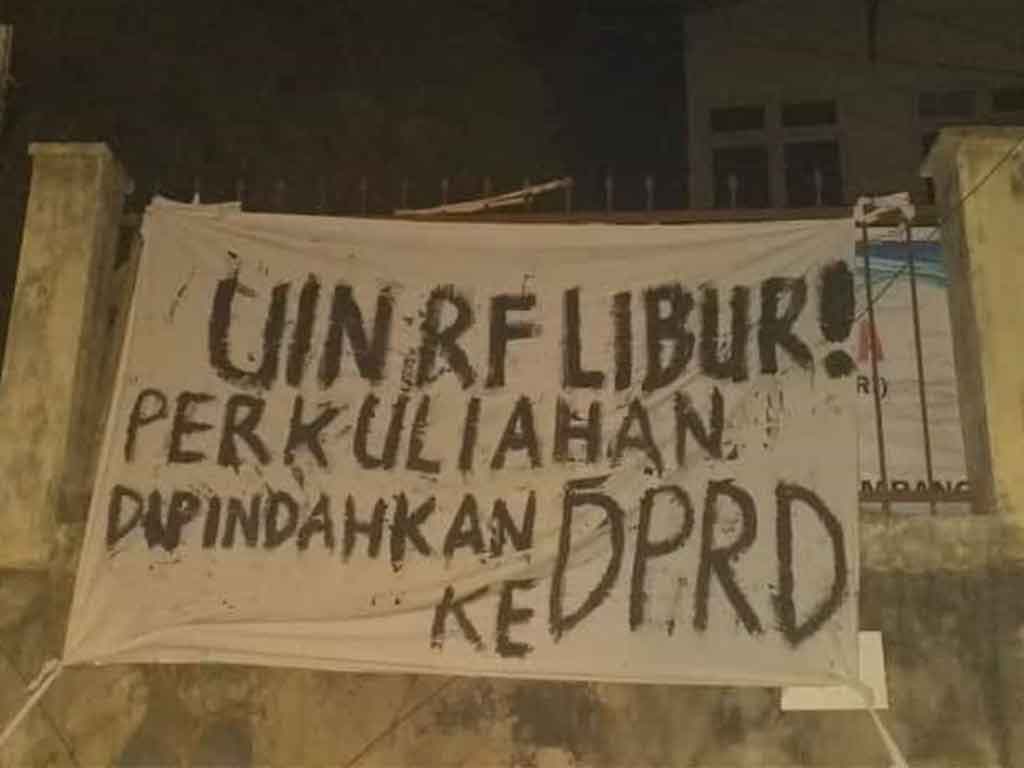 UIN RF LIBUR!
PERKULIAHAN
DIPINDAHKAN DPRD
KE